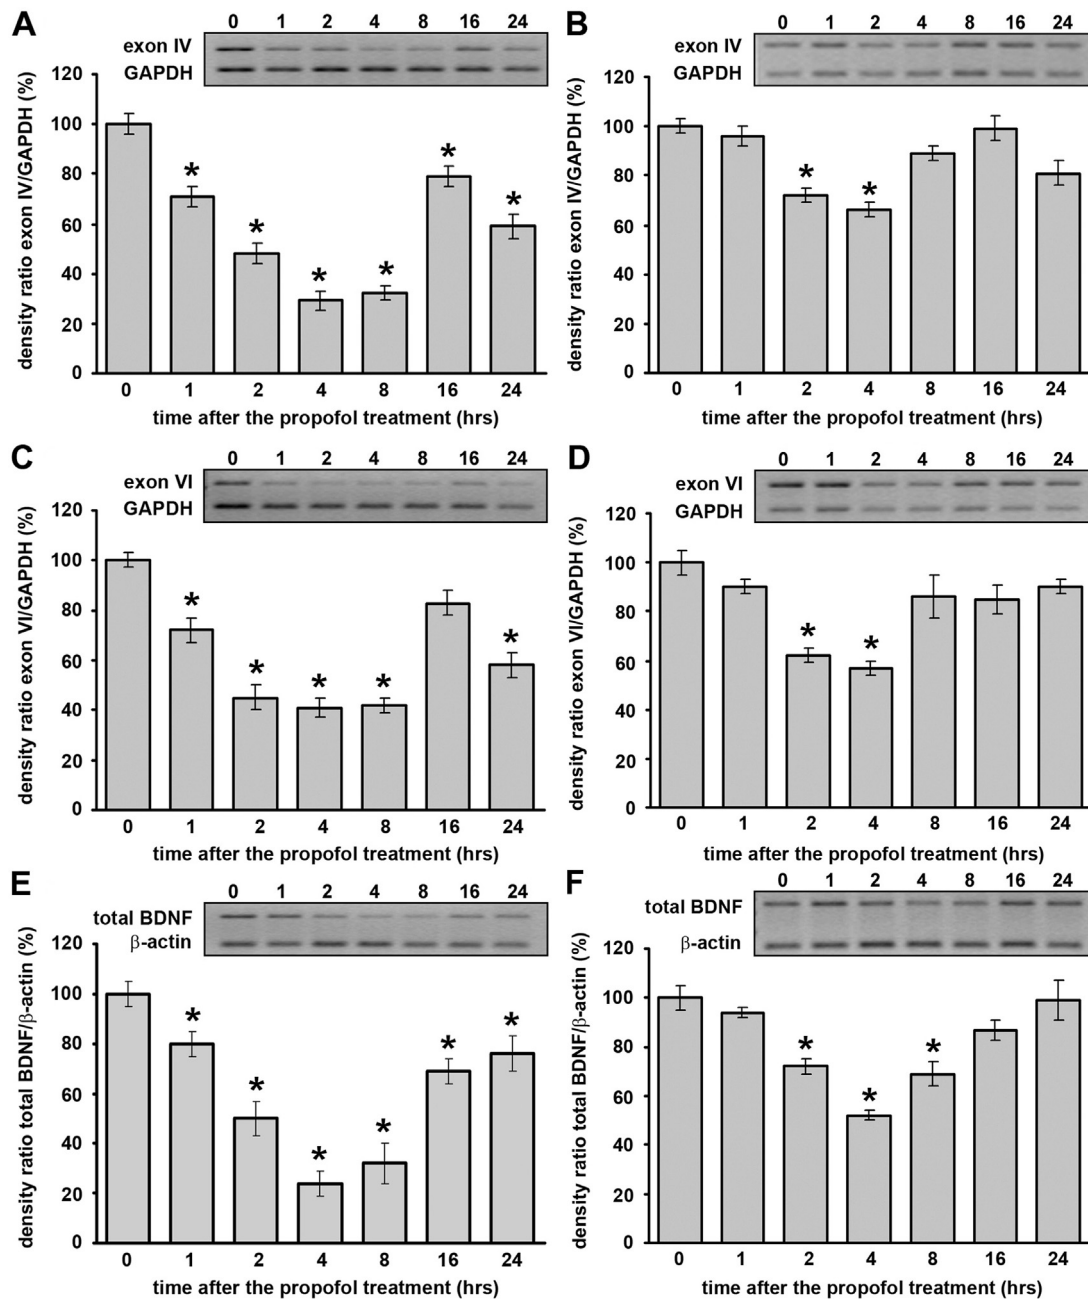 A
0 1 2 4 8 16 24
exon IV
GAPDH
density ratio exon IV/GAPDH (%)
120
100
80
60
40
20
0
* * * * * *
0 1 2 4 8 16 24
time after the propofol treatment (hrs)
B
0 1 2 4 8 16 24
exon IV
GAPDH
density ratio exon IV/GAPDH (%)
120
100
80
60
40
20
0
* *
0 1 2 4 8 16 24
time after the propofol treatment (hrs)
C
0 1 2 4 8 16 24
exon VI
GAPDH
density ratio exon VI/GAPDH (%)
120
100
80
60
40
20
0
* * * * *
0 1 2 4 8 16 24
time after the propofol treatment (hrs)
D
0 1 2 4 8 16 24
exon VI
GAPDH
density ratio exon VI/GAPDH (%)
120
100
80
60
40
20
0
* *
0 1 2 4 8 16 24
time after the propofol treatment (hrs)
E
0 1 2 4 8 16 24
total BDNF
β-actin
density ratio total BDNF/β-actin (%)
120
100
80
60
40
20
0
* * * * * *
0 1 2 4 8 16 24
time after the propofol treatment (hrs)
F
0 1 2 4 8 16 24
total BDNF
β-actin
density ratio total BDNF/β-actin (%)
120
100
80
60
40
20
0
* * *
0 1 2 4 8 16 24
time after the propofol treatment (hrs)